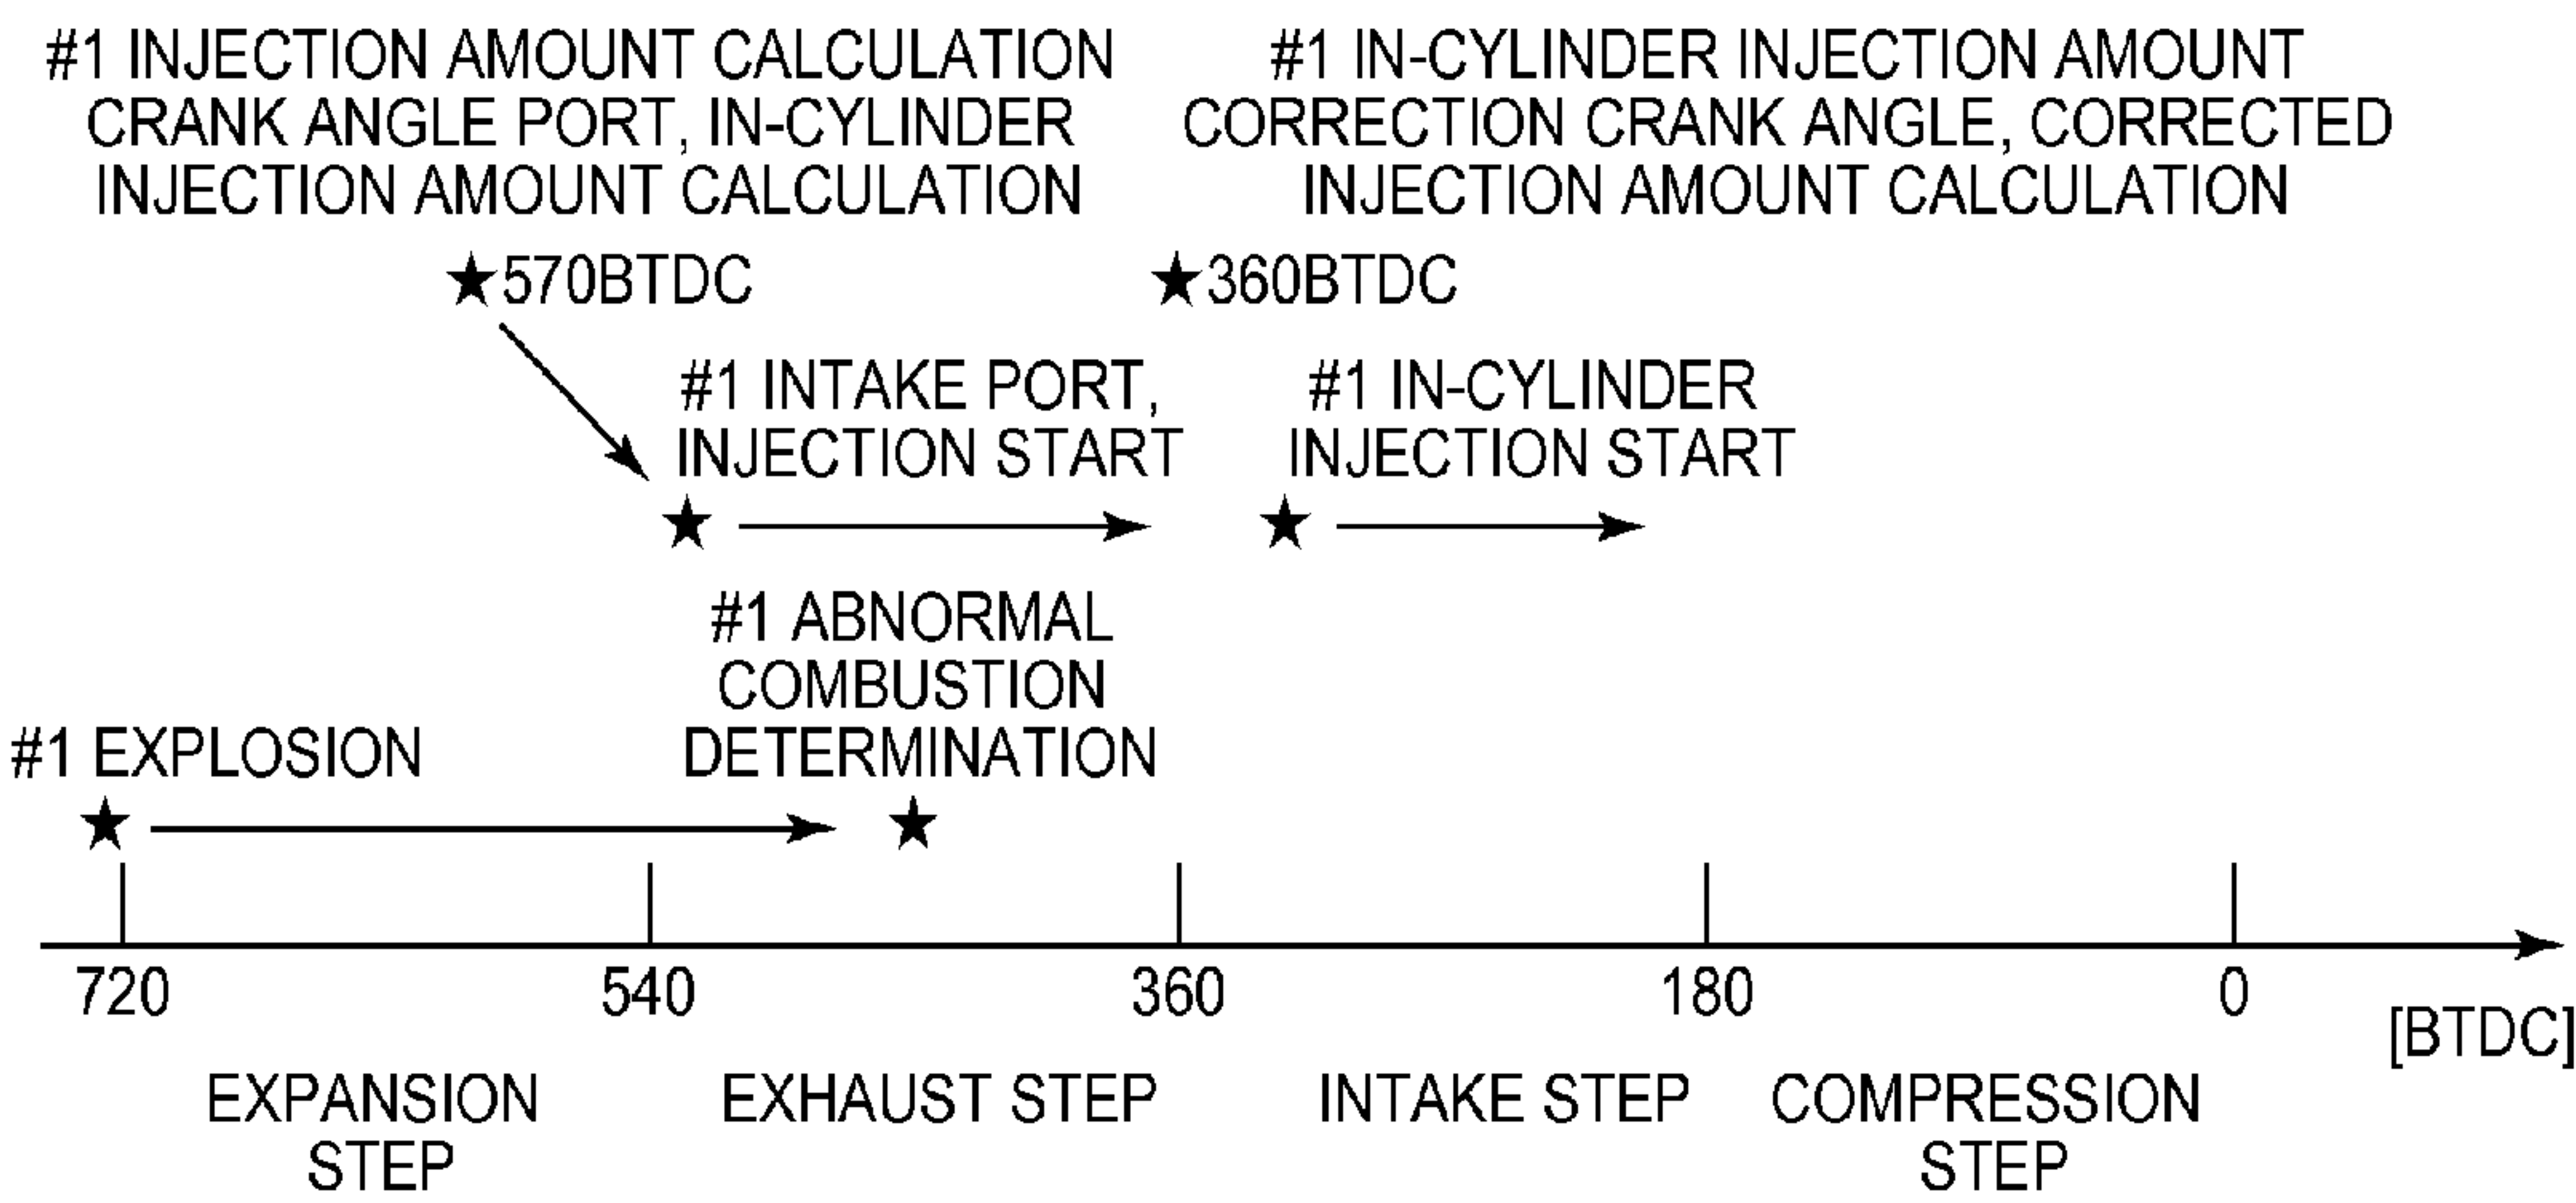 #1 INJECTION AMOUNT CALCULATION
CRANK ANGLE PORT, IN-CYLINDER
INJECTION AMOUNT CALCULATION
★570BTDC
#1 IN-CYLINDER INJECTION AMOUNT
CORRECTION CRANK ANGLE, CORRECTED
INJECTION AMOUNT CALCULATION
★360BTDC
#1 INTAKE PORT,
INJECTION START
#1 IN-CYLINDER
INJECTION START
#1 ABNORMAL
COMBUSTION
DETERMINATION
#1 EXPLOSION
720
540
360
180
0
[BTDC]
EXPANSION
STEP
EXHAUST STEP
INTAKE STEP
COMPRESSION
STEP